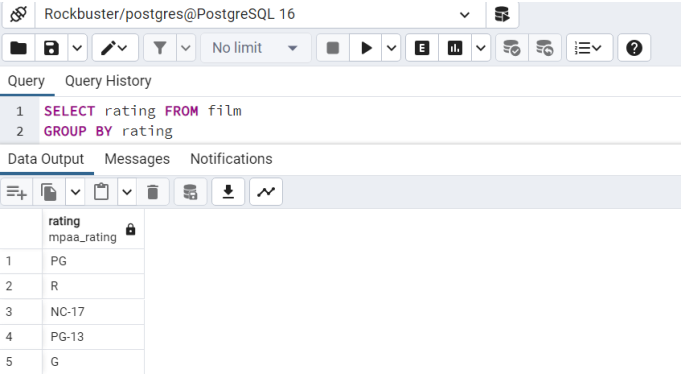 Rockbuster/postgres@PostgreSQL 16
No limit
E
Query Query History
1 SELECT rating FROM film
2 GROUP BY rating
Data Output Messages Notifications
rating
mpaa_rating
1 PG
2 R
3 NC-17
4 PG-13
5 G